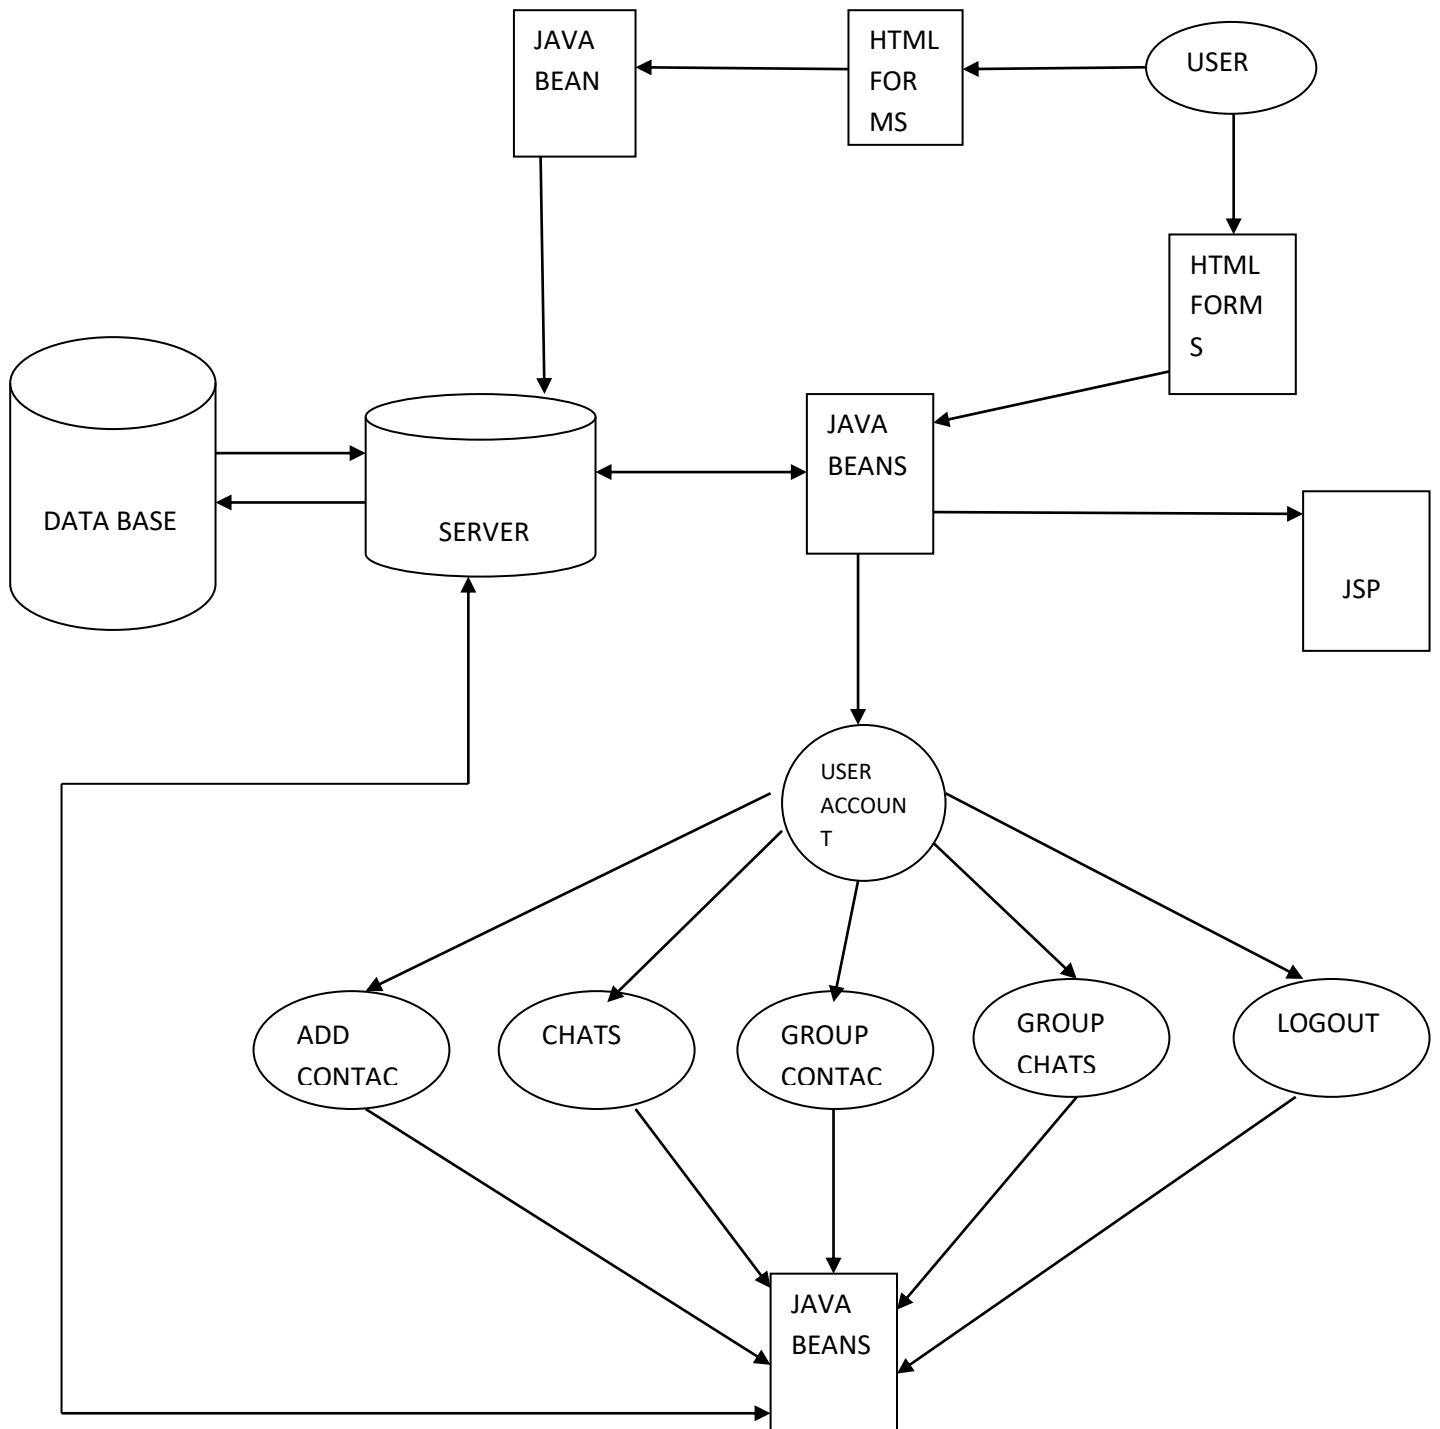 JAVA
BEAN
HTML
FOR
MS
USER
HTML
FORM
S
JAVA
BEANS
DATA BASE
SERVER
JSP
USER
ACCOUN
T
ADD
CONTAC
CHATS
GROUP
CONTAC
GROUP
CHATS
LOGOUT
JAVA
BEANS